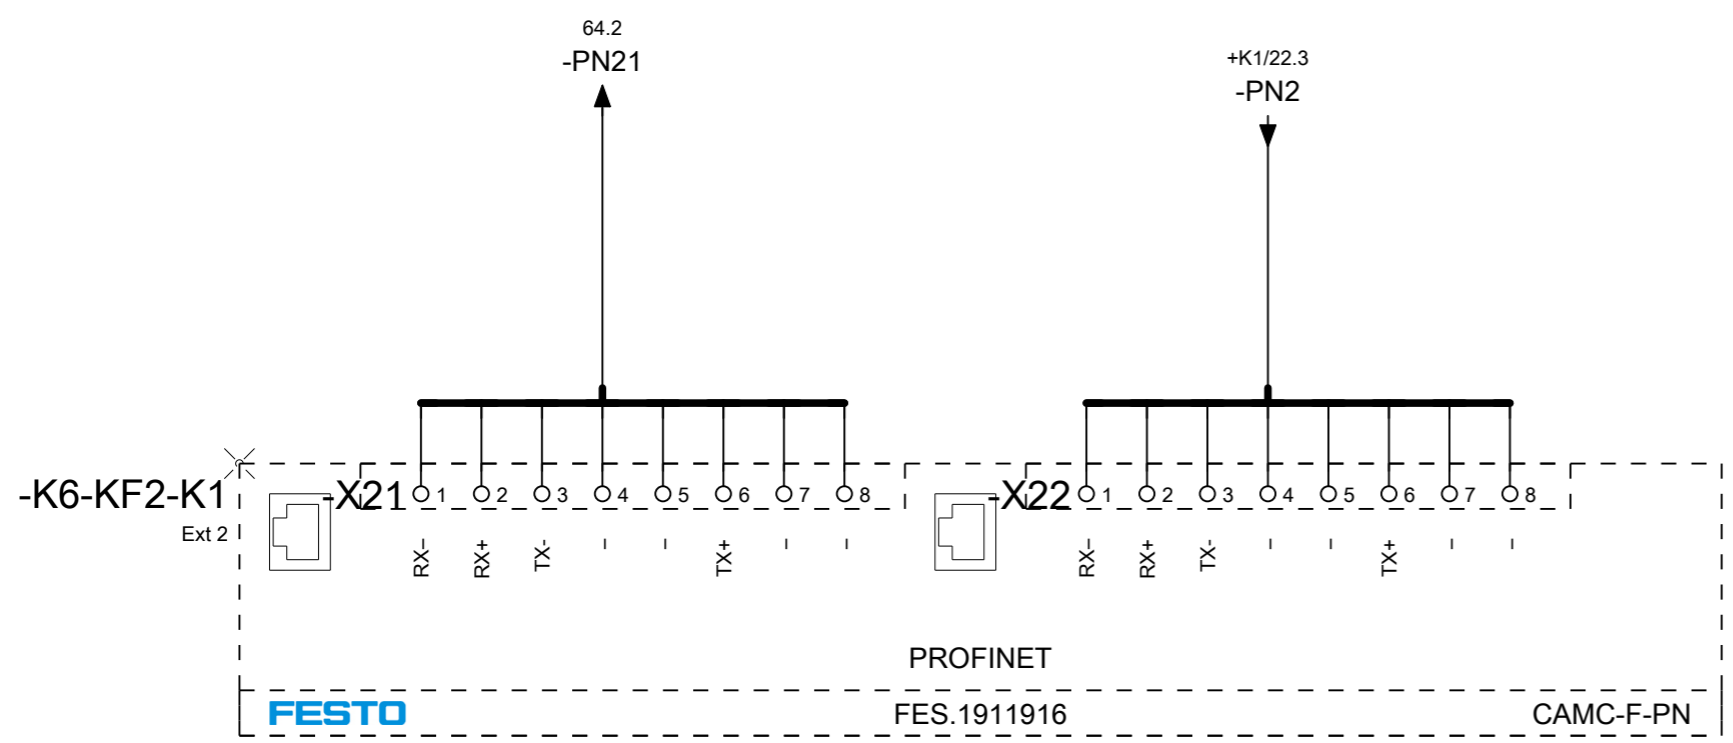 64.2
-PN21
+K1/22.3
-PN2
-K6-KF2-K1
Ext 2
-X21
1 2 3 4 5 6 7 8
-X22
1 2 3 4 5 6 7 8
RX– RX+ TX- – – TX+ – –
RX– RX+ TX- – – TX+ – –
PROFINET
FESTO
FES.1911916
CAMC-F-PN